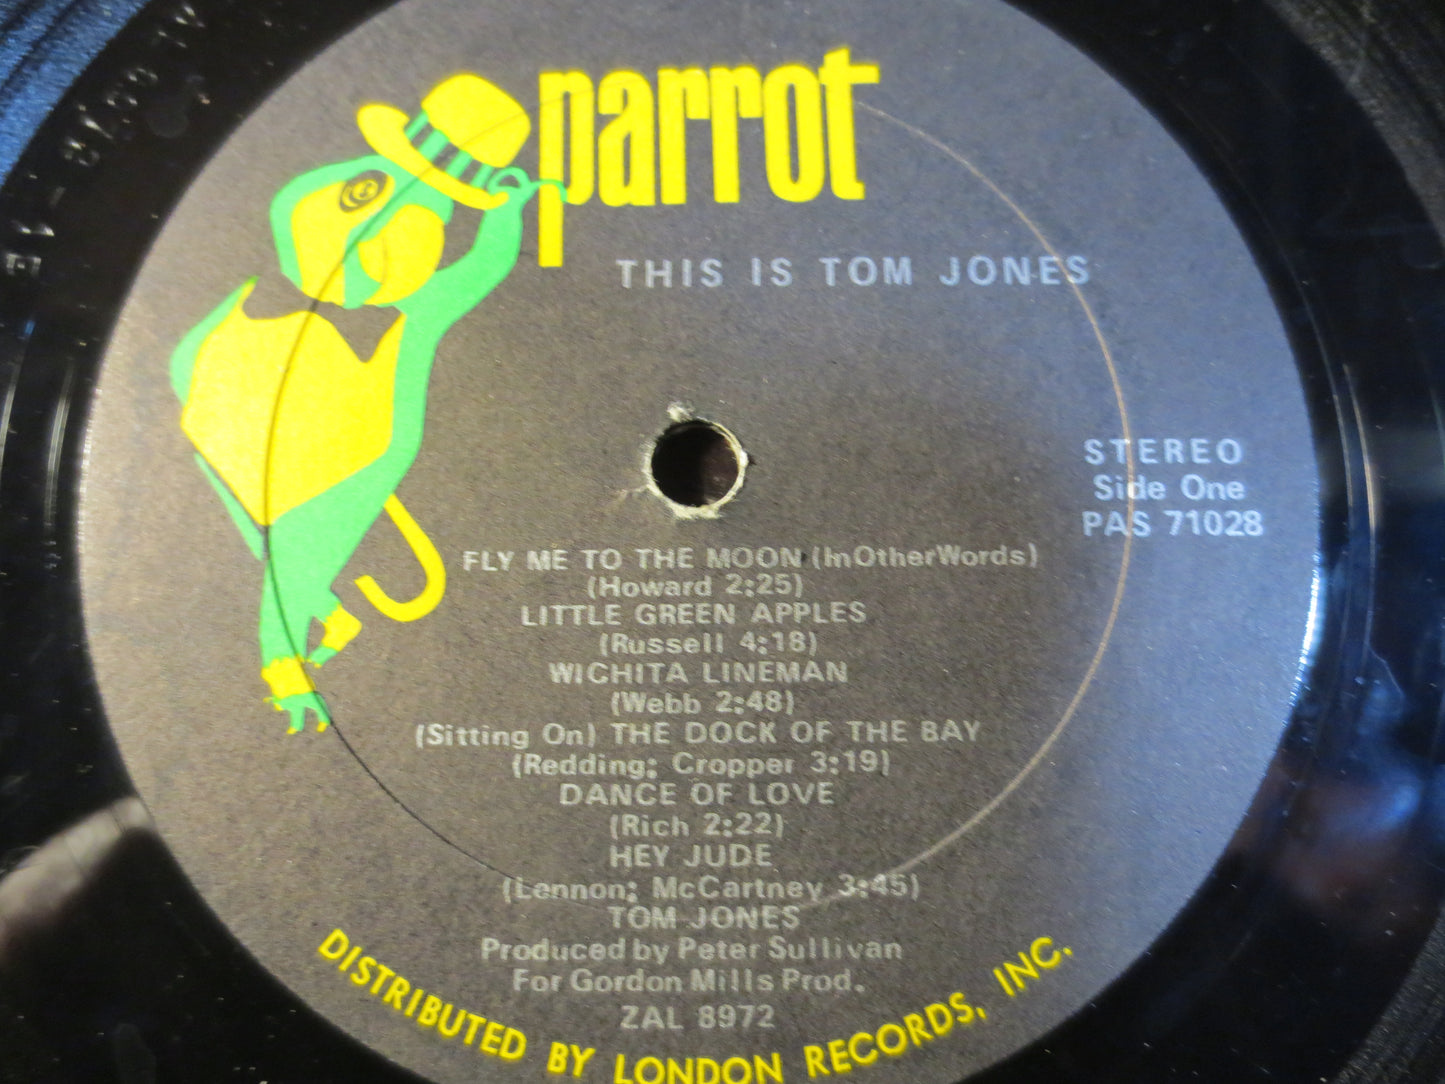 parrot
THIS IS TOM JONES
STEREO
Side One
PAS 71028
FLY ME TO THE MOON (In Other Words)
(Howard 2:25)
LITTLE GREEN APPLES
(Russell 4:18)
WICHITA LINEMAN
(Webb 2:48)
(Sitting On) THE DOCK OF THE BAY
(Redding; Cropper 3:19)
DANCE OF LOVE
(Rich 2:22)
HEY JUDE
(Lennon; McCartney 3:45)
TOM JONES
Produced by Peter Sullivan
For Gordon Mills Prod.
ZAL 8972
DISTRIBUTED BY LONDON RECORDS, INC.